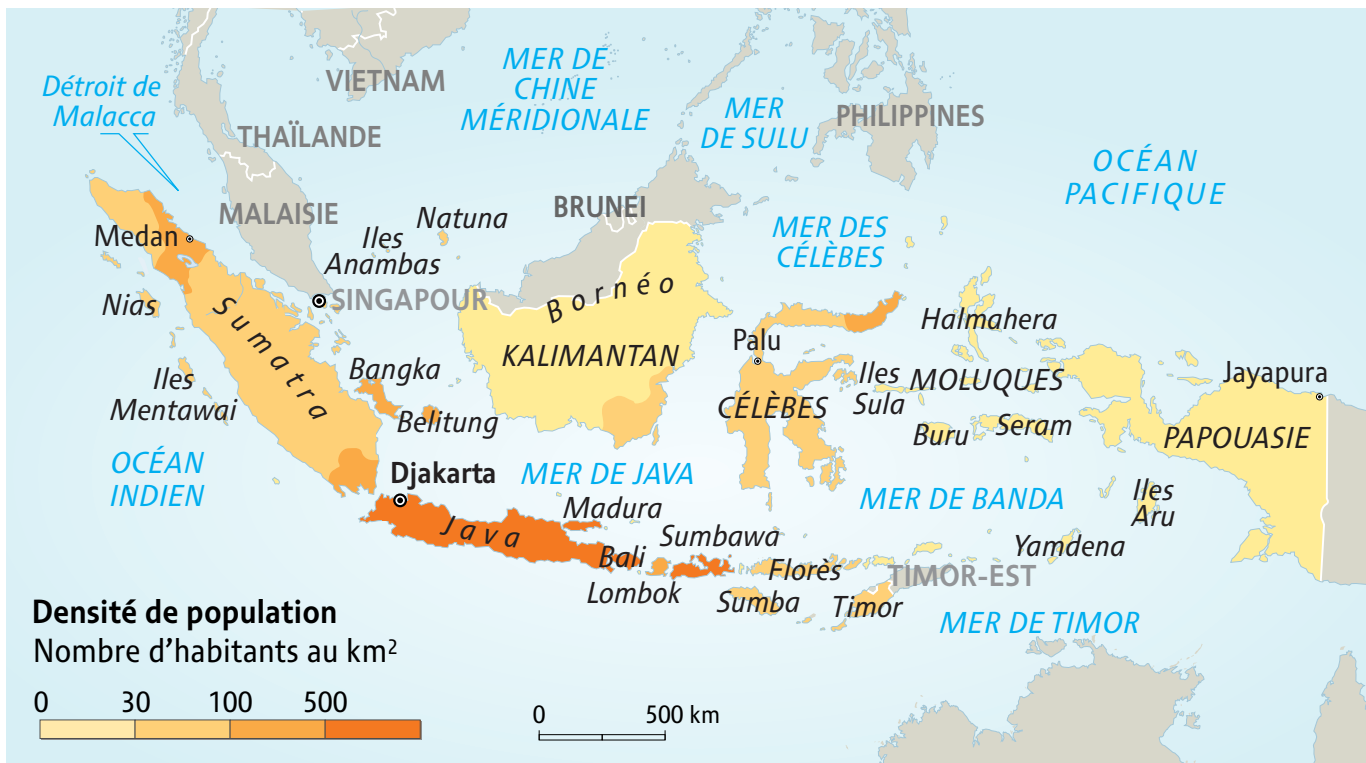 MER DE
CHINE
MÉRIDIONALE
Détroit de
Malacca
VIETNAM
THAÏLANDE
MER
DE SULU
PHILIPPINES
OCÉAN
PACIFIQUE
MALAISIE
Natuna
Iles
Anambas
BRUNEI
MER DES
CÉLÈBES
Medan
Nias
SINGAPOUR
Sumatra
Bornéo
KALIMANTAN
Palu
Halmahera
Iles
Mentawai
Bangka
Belitung
CÉLÈBES
Iles
Sula
MOLUQUES
Buru
Seram
Jayapura
PAPOUASIE
OCÉAN
INDIEN
Djakarta
MER DE JAVA
Madura
MER DE BANDA
Iles
Aru
Java
Bali
Lombok
Sumbawa
Florès
Sumba
Timor
TIMOR-EST
Yamdena
MER DE TIMOR
Densité de population
Nombre d'habitants au km²
0 30 100 500
0 500 km